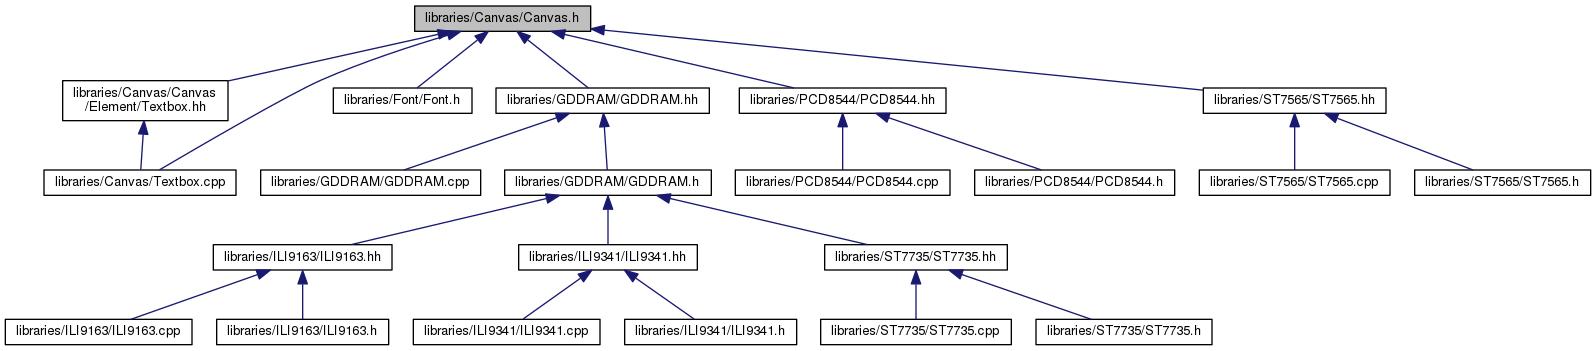 libraries/Canvas/Canvas.h
libraries/Canvas/Canvas
/Element/Textbox.hh
libraries/Font/Font.h
libraries/GDDRAM/GDDRAM.hh
libraries/PCD8544/PCD8544.hh
libraries/ST7565/ST7565.hh
libraries/Canvas/Textbox.cpp
libraries/GDDRAM/GDDRAM.cpp
libraries/GDDRAM/GDDRAM.h
libraries/PCD8544/PCD8544.cpp
libraries/PCD8544/PCD8544.h
libraries/ST7565/ST7565.cpp
libraries/ST7565/ST7565.h
libraries/ILI9163/ILI9163.hh
libraries/ILI9341/ILI9341.hh
libraries/ST7735/ST7735.hh
libraries/ILI9163/ILI9163.cpp
libraries/ILI9163/ILI9163.h
libraries/ILI9341/ILI9341.cpp
libraries/ILI9341/ILI9341.h
libraries/ST7735/ST7735.cpp
libraries/ST7735/ST7735.h